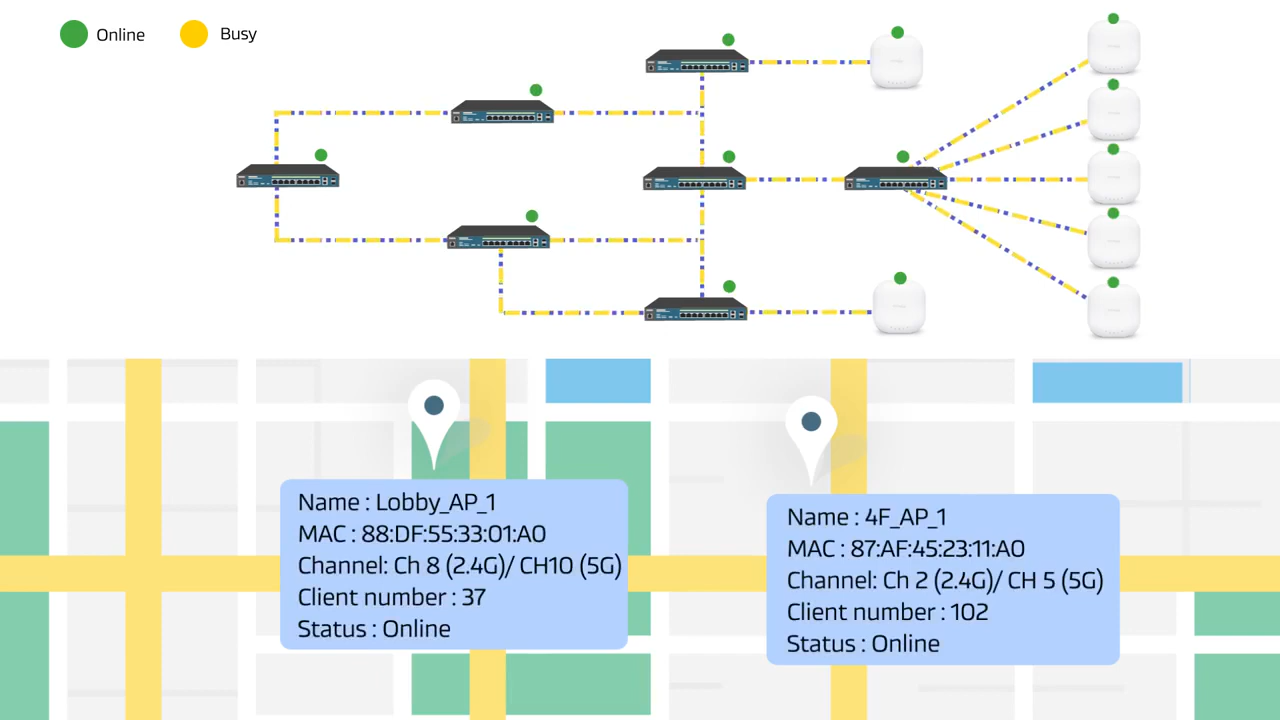 Online
Busy
Name : Lobby_AP_1
MAC : 88:DF:55:33:01:A0
Channel: Ch 8 (2.4G)/ CH10 (5G)
Client number : 37
Status : Online
Name : 4F_AP_1
MAC : 87:AF:45:23:11:A0
Channel: Ch 2 (2.4G)/ CH 5 (5G)
Client number : 102
Status : Online